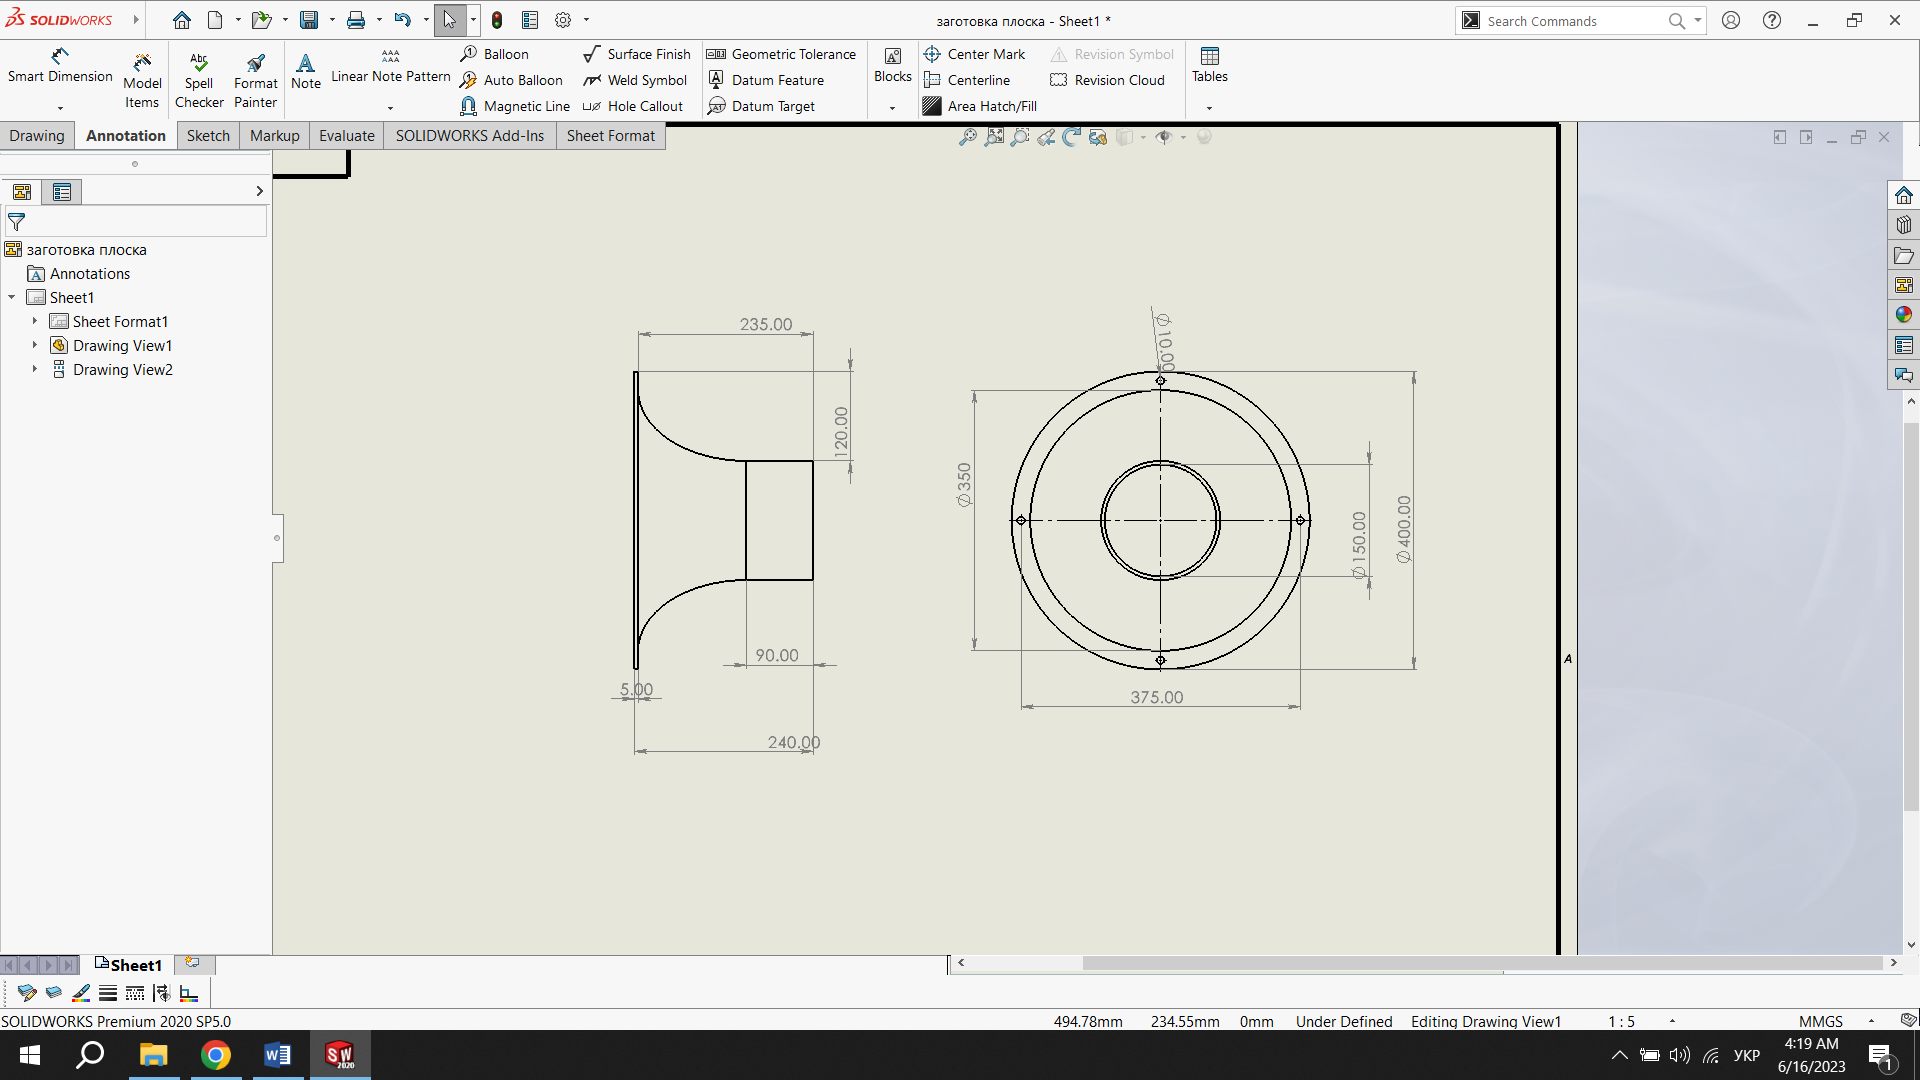 SOLIDWORKS
заготовка плоска - Sheet1 *
Search Commands
Smart Dimension
Model Items
Spell Checker
Format Painter
Note
Linear Note Pattern
Balloon
Auto Balloon
Magnetic Line
Surface Finish
Weld Symbol
Hole Callout
Geometric Tolerance
Datum Feature
Datum Target
Blocks
Center Mark
Centerline
Area Hatch/Fill
Revision Symbol
Revision Cloud
Tables
Drawing
Annotation
Sketch
Markup
Evaluate
SOLIDWORKS Add-Ins
Sheet Format
заготовка плоска
Annotations
Sheet1
Sheet Format1
Drawing View1
Drawing View2
235.00
120.00
90.00
5.00
240.00
∅10.00
∅350
∅150.00
∅400.00
375.00
A
Sheet1
SOLIDWORKS Premium 2020 SP5.0
494.78mm
234.55mm
0mm
Under Defined
Editing Drawing View1
1 : 5
MMGS
УКР
4:19 AM
6/16/2023
1